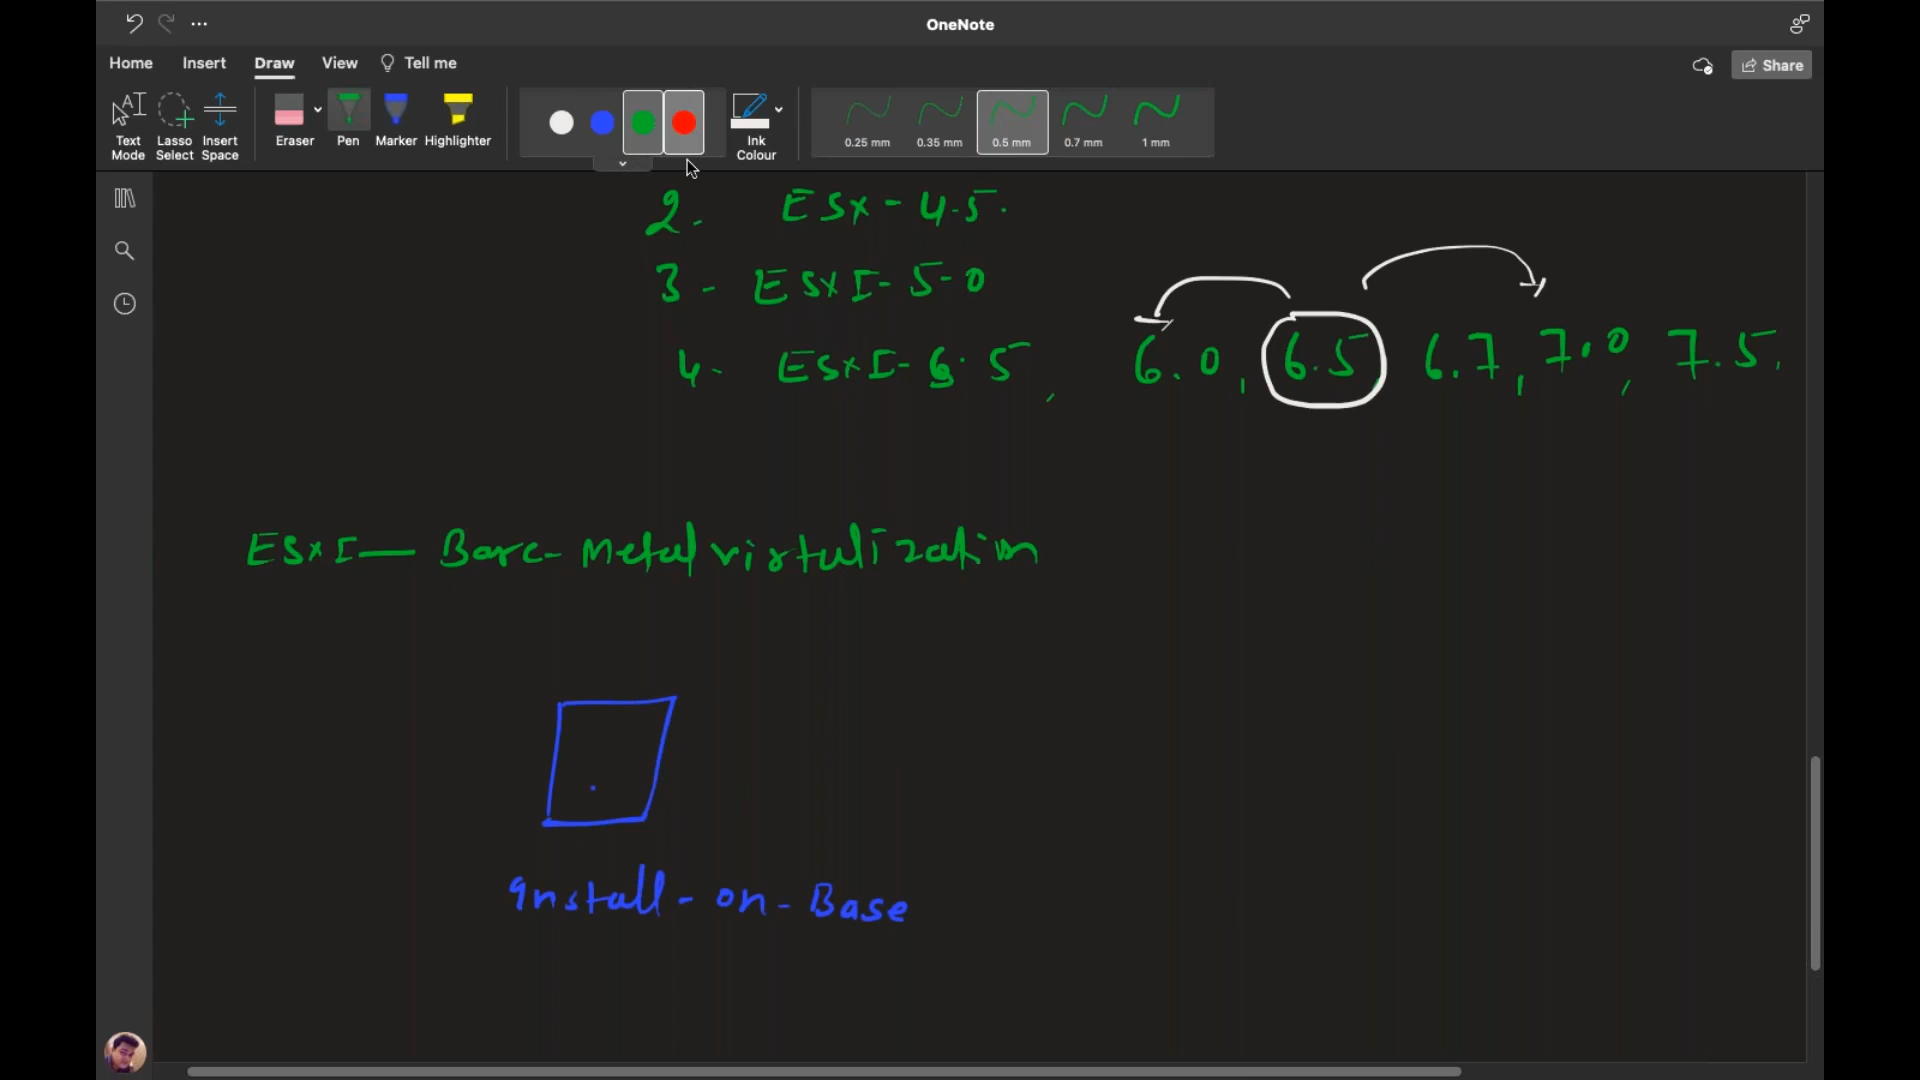 OneNote
Home Insert Draw View Tell me
Share
Text Mode
Lasso Select
Insert Space
Eraser
Pen
Marker
Highlighter
Ink Colour
0.25 mm 0.35 mm 0.5 mm 0.7 mm 1 mm
2. ESX - 4.5.
3 - ESXI - 5-0
4. ESXI - 6.5, 6.0, 6.5, 6.7, 7.0, 7.5,
ESXI — Bare-Metal virtulization
install - on - Base